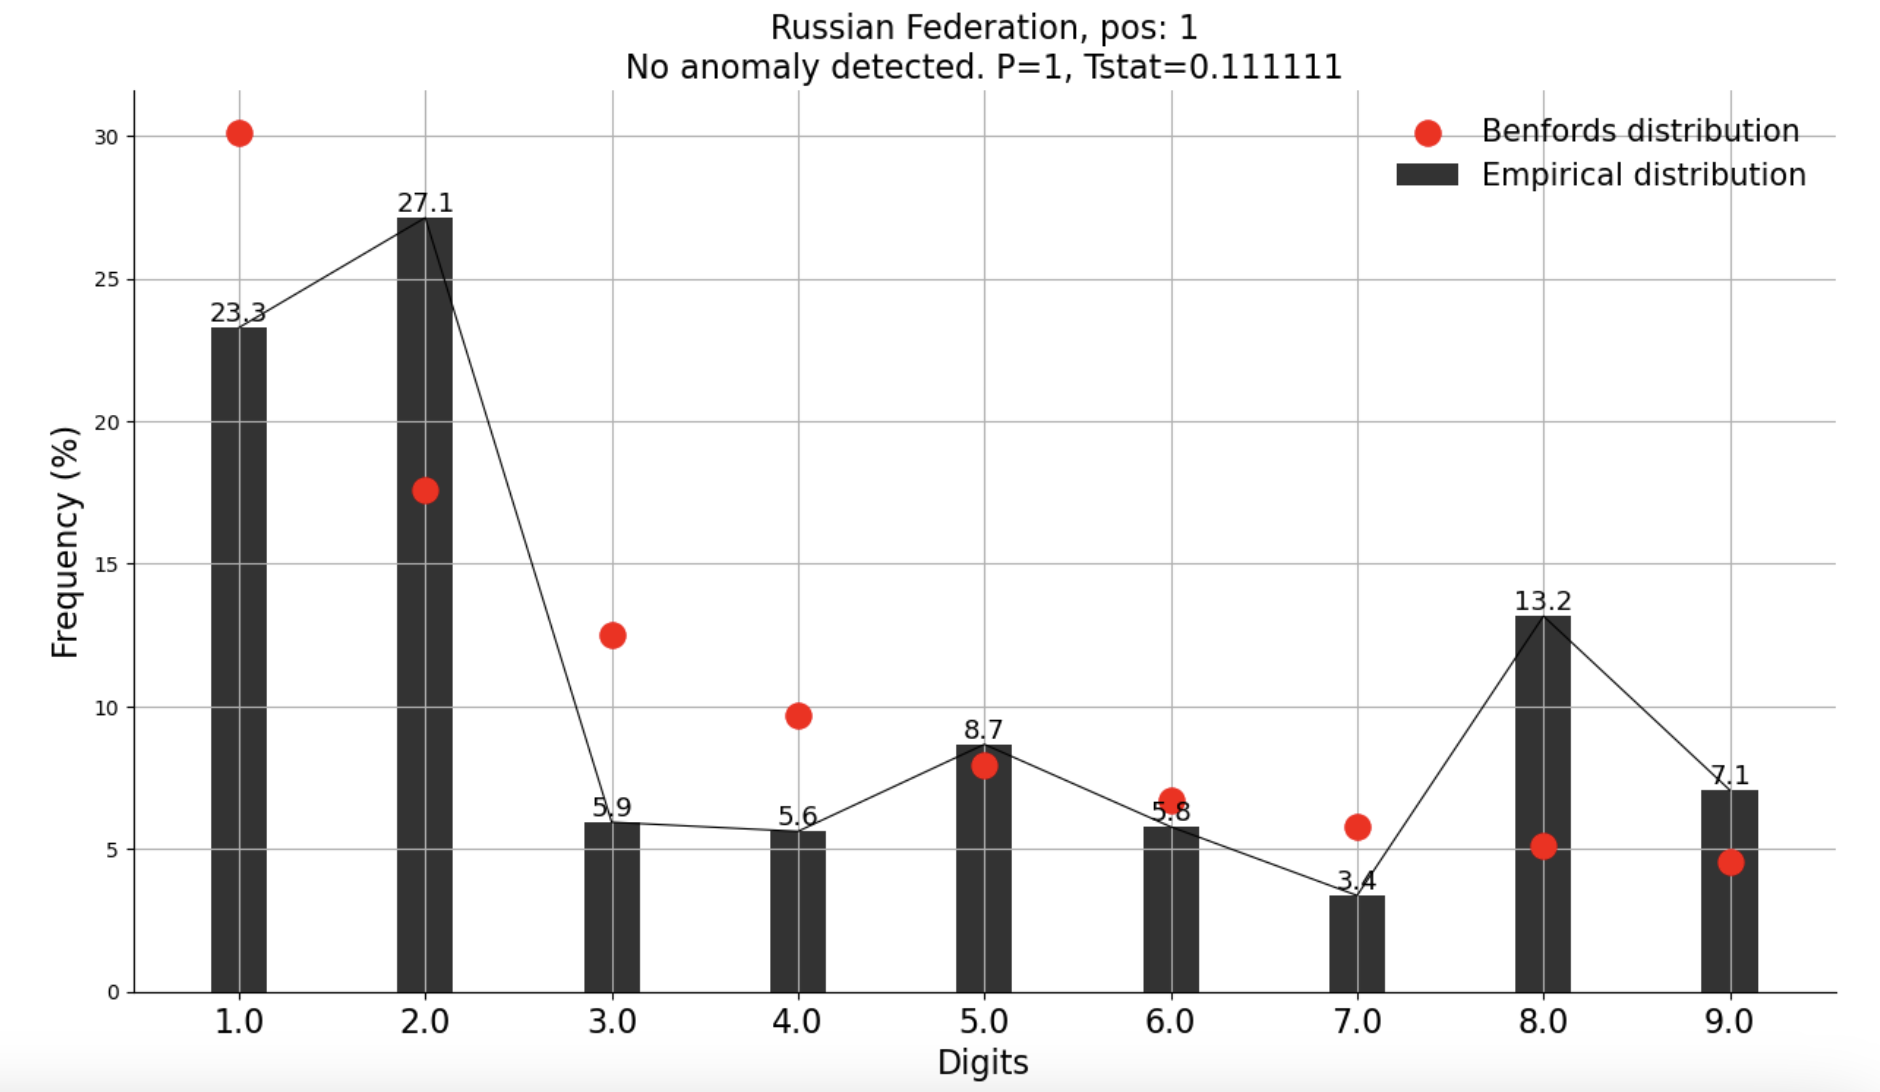 Russian Federation, pos: 1
No anomaly detected. P=1, Tstat=0.111111
Benfords distribution
Empirical distribution
Frequency (%)
30
25
20
15
10
5
0
23.3
27.1
5.9
5.6
8.7
5.8
3.4
13.2
7.1
1.0 2.0 3.0 4.0 5.0 6.0 7.0 8.0 9.0
Digits